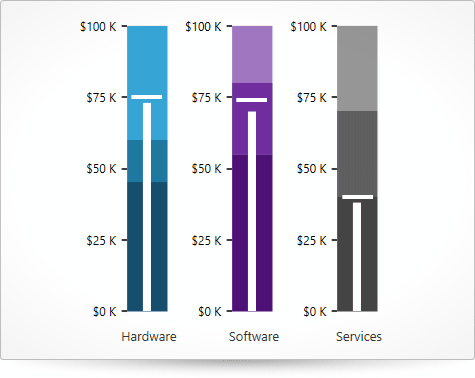 $100 K $100 K $100 K
$75 K $75 K $75 K
$50 K $50 K $50 K
$25 K $25 K $25 K
$0 K $0 K $0 K
Hardware Software Services